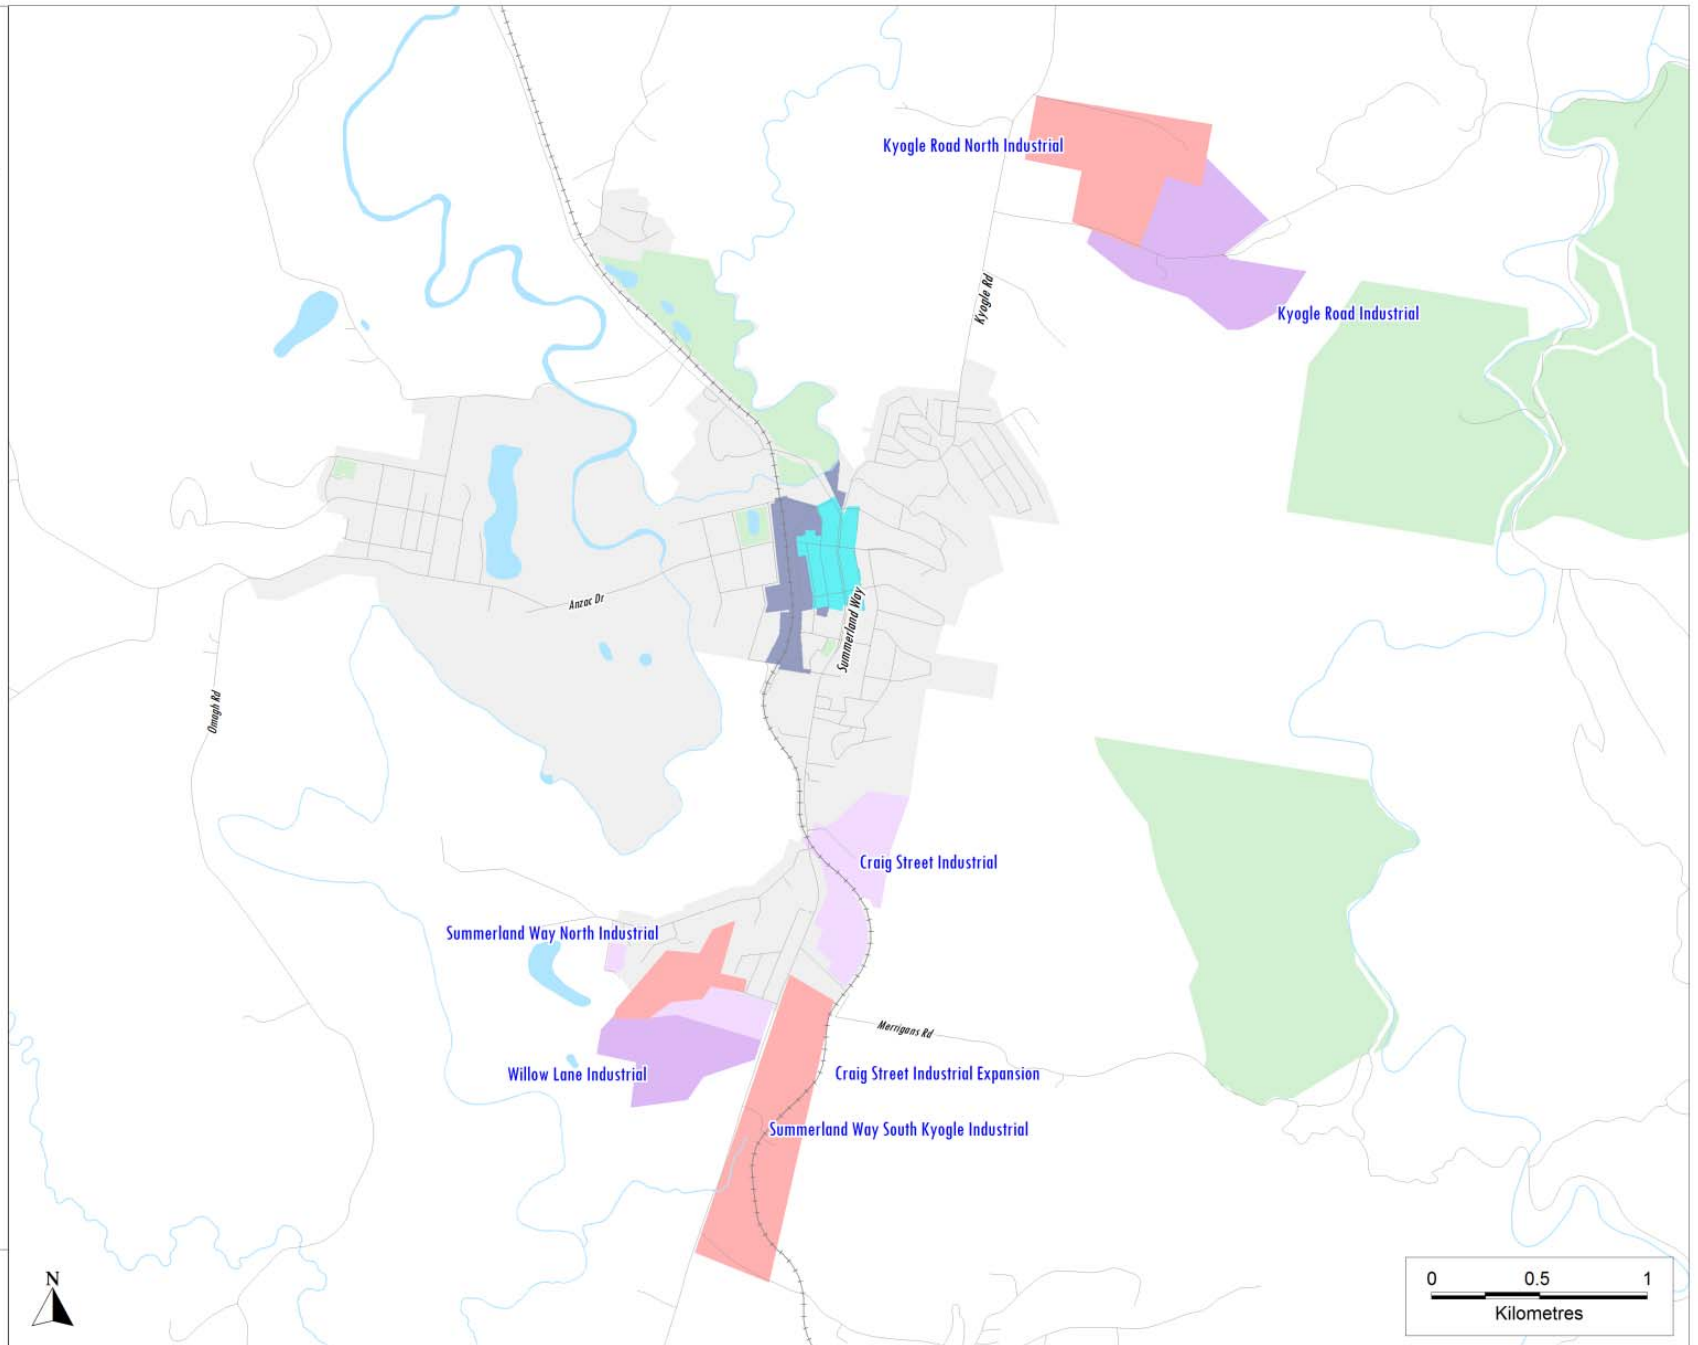 Kyogle Road North Industrial
Kyogle Rd
Kyogle Road Industrial
Anzac Dr
Summerland Way
Omagh Rd
Craig Street Industrial
Summerland Way North Industrial
Merrigans Rd
Willow Lane Industrial
Craig Street Industrial Expansion
Summerland Way South Kyogle Industrial
N
0 0.5 1
Kilometres